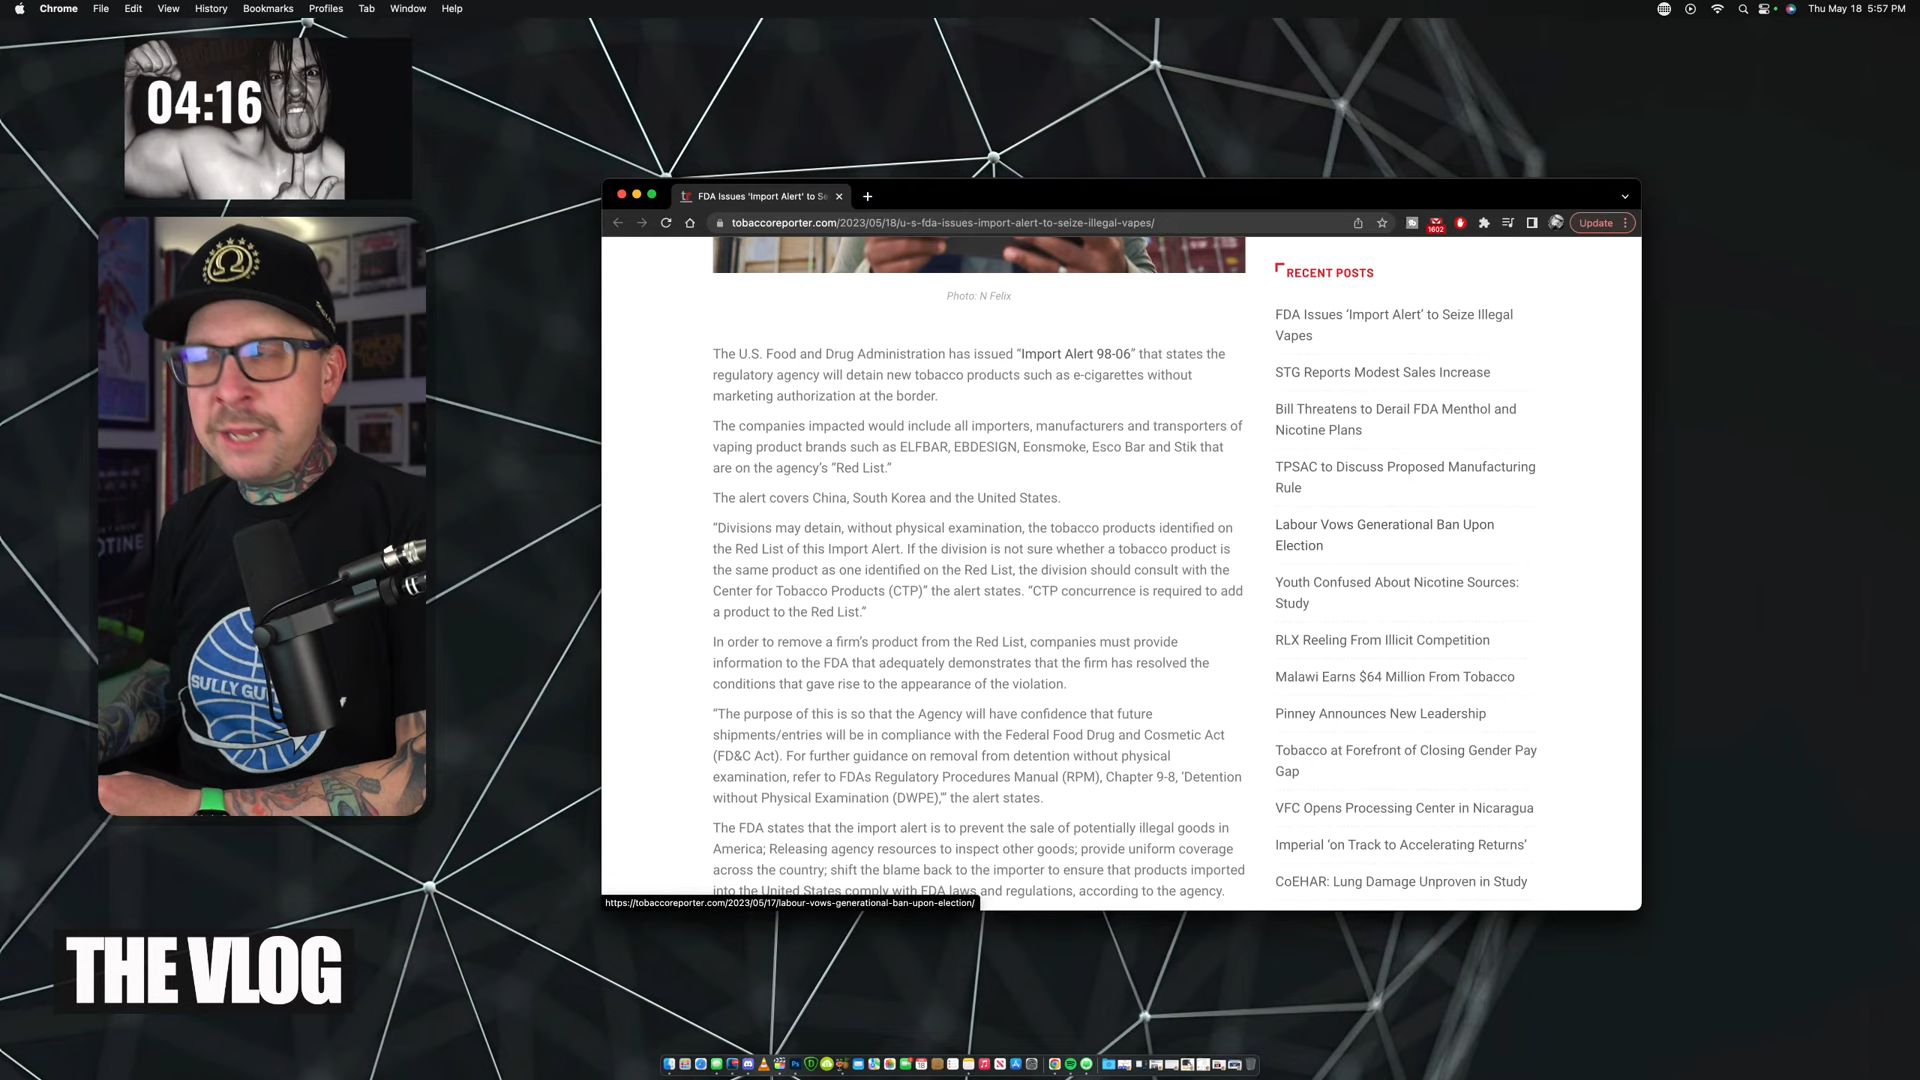 Chrome File Edit View History Bookmarks Profiles Tab Window Help
Thu May 18 5:57 PM
04:16
FDA Issues 'Import Alert' to Se
tobaccoreporter.com/2023/05/18/u-s-fda-issues-import-alert-to-seize-illegal-vapes/
1602
Update
Photo: N Felix
The U.S. Food and Drug Administration has issued “Import Alert 98-06” that states the
regulatory agency will detain new tobacco products such as e-cigarettes without
marketing authorization at the border.
The companies impacted would include all importers, manufacturers and transporters of
vaping product brands such as ELFBAR, EBDESIGN, Eonsmoke, Esco Bar and Stik that
are on the agency’s “Red List.”
The alert covers China, South Korea and the United States.
“Divisions may detain, without physical examination, the tobacco products identified on
the Red List of this Import Alert. If the division is not sure whether a tobacco product is
the same product as one identified on the Red List, the division should consult with the
Center for Tobacco Products (CTP)” the alert states. “CTP concurrence is required to add
a product to the Red List.”
In order to remove a firm’s product from the Red List, companies must provide
information to the FDA that adequately demonstrates that the firm has resolved the
conditions that gave rise to the appearance of the violation.
“The purpose of this is so that the Agency will have confidence that future
shipments/entries will be in compliance with the Federal Food Drug and Cosmetic Act
(FD&C Act). For further guidance on removal from detention without physical
examination, refer to FDAs Regulatory Procedures Manual (RPM), Chapter 9-8, ‘Detention
without Physical Examination (DWPE),’” the alert states.
The FDA states that the import alert is to prevent the sale of potentially illegal goods in
America; Releasing agency resources to inspect other goods; provide uniform coverage
across the country; shift the blame back to the importer to ensure that products imported
into the United States comply with FDA laws and regulations, according to the agency.
https://tobaccoreporter.com/2023/05/17/labour-vows-generational-ban-upon-election/
RECENT POSTS
FDA Issues ‘Import Alert’ to Seize Illegal
Vapes
STG Reports Modest Sales Increase
Bill Threatens to Derail FDA Menthol and
Nicotine Plans
TPSAC to Discuss Proposed Manufacturing
Rule
Labour Vows Generational Ban Upon
Election
Youth Confused About Nicotine Sources:
Study
RLX Reeling From Illicit Competition
Malawi Earns $64 Million From Tobacco
Pinney Announces New Leadership
Tobacco at Forefront of Closing Gender Pay
Gap
VFC Opens Processing Center in Nicaragua
Imperial ‘on Track to Accelerating Returns’
CoEHAR: Lung Damage Unproven in Study
SULLY GU
THE VLOG